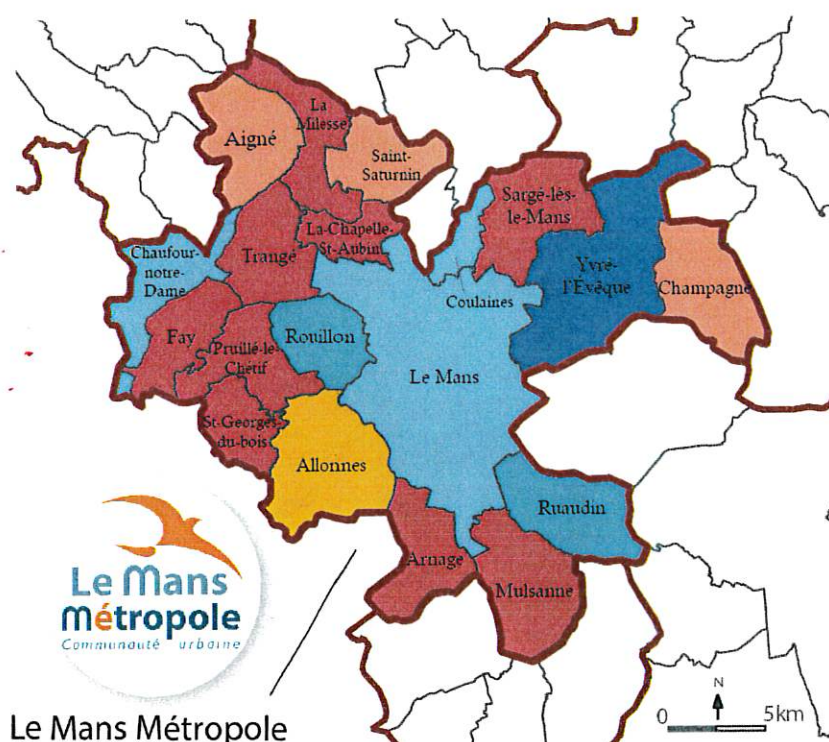 La
Milesse
Aigné
Saint-
Saturnin
Sargé-lès-
le-Mans
La-Chapelle-
St-Aubin
Chaufour-
notre-
Dame
Trangé
Yvré-
l'Évêque
Champagné
Coulaines
Fay
Pruillé-le-
Chétif
Rouillon
Le Mans
St-Georges-
du-bois
Allonnes
Ruaudin
Arnage
Mulsanne
Le Mans
métropole
Communauté urbaine
N
0 5km
Le Mans Métropole